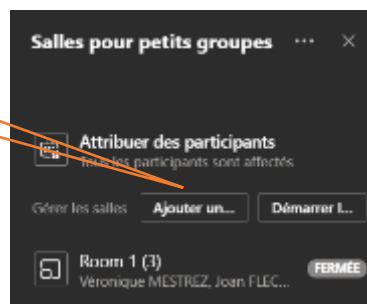 Salles pour petits groupes ... ×
Attribuer des participants
Tous les participants sont affectés
Gérer les salles Ajouter un... Démarrer l...
Room 1 (3) FERMÉE
Véronique MESTREZ, Joan FLEC...